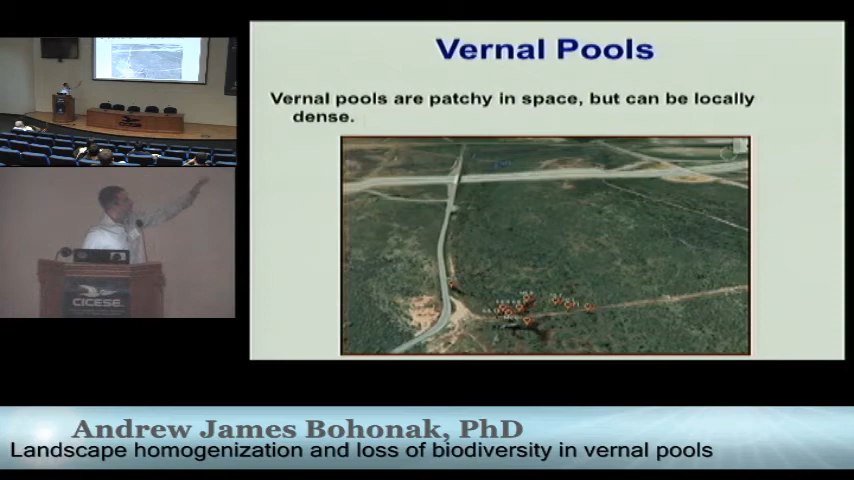 Vernal Pools
Vernal pools are patchy in space, but can be locally
dense.
CICESE
Andrew James Bohonak, PhD
Landscape homogenization and loss of biodiversity in vernal pools